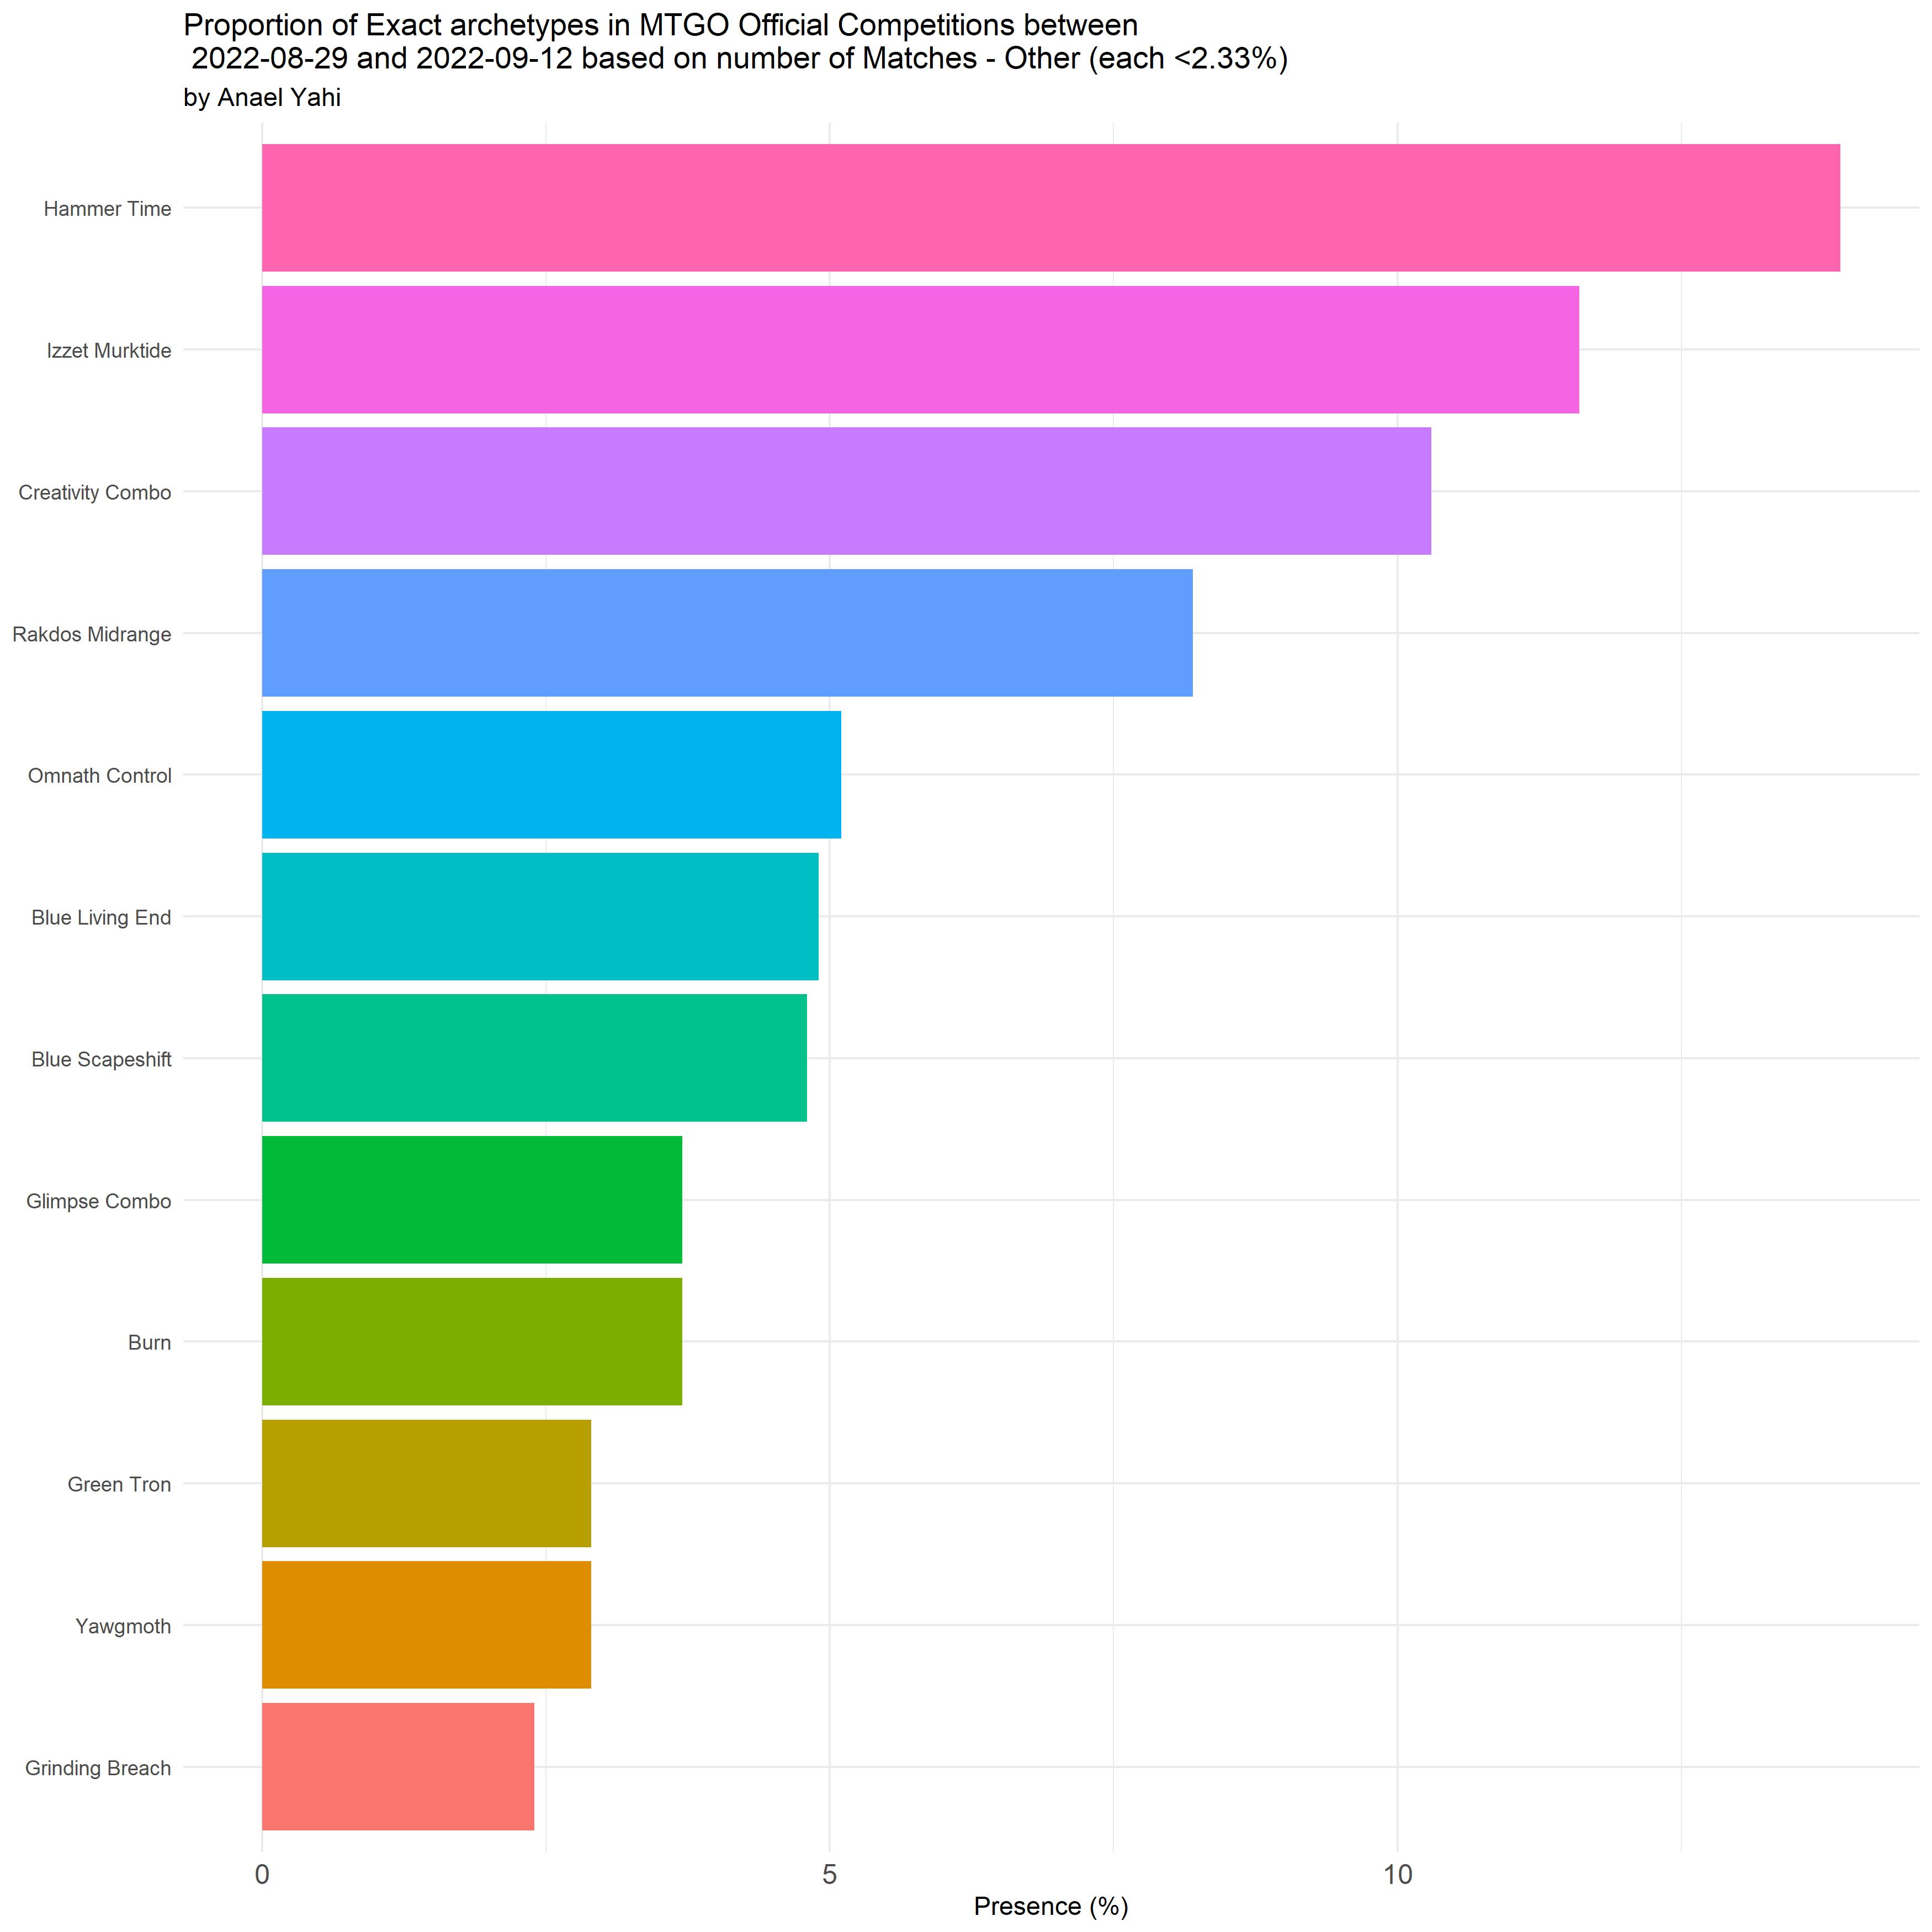 Proportion of Exact archetypes in MTGO Official Competitions between
2022-08-29 and 2022-09-12 based on number of Matches - Other (each <2.33%)
by Anael Yahi
Hammer Time
Izzet Murktide
Creativity Combo
Rakdos Midrange
Omnath Control
Blue Living End
Blue Scapeshift
Glimpse Combo
Burn
Green Tron
Yawgmoth
Grinding Breach
0 5 10
Presence (%)